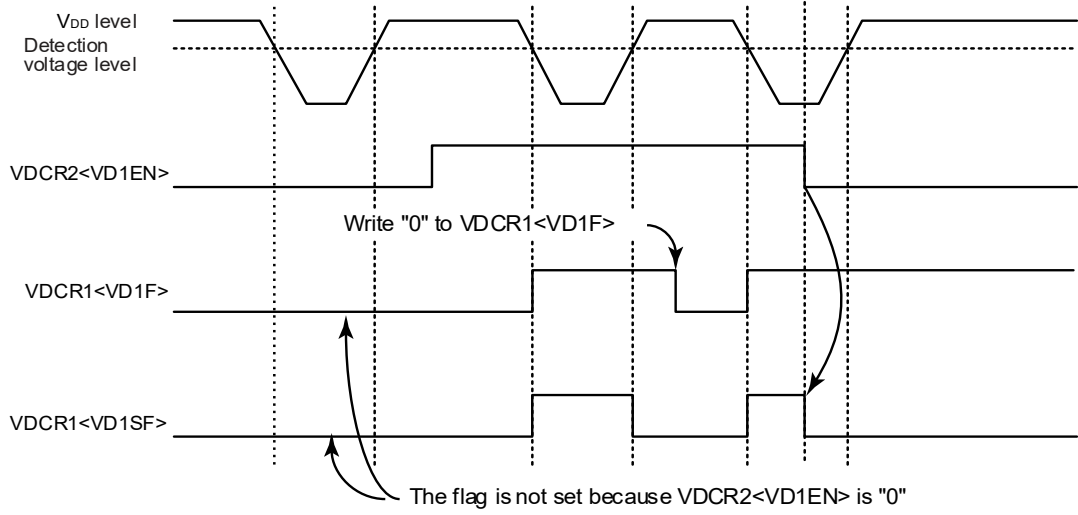 VDD level
Detection
voltage level
VDCR2<VD1EN>
Write "0" to VDCR1<VD1F>
VDCR1<VD1F>
VDCR1<VD1SF>
The flag is not set because VDCR2<VD1EN> is "0"